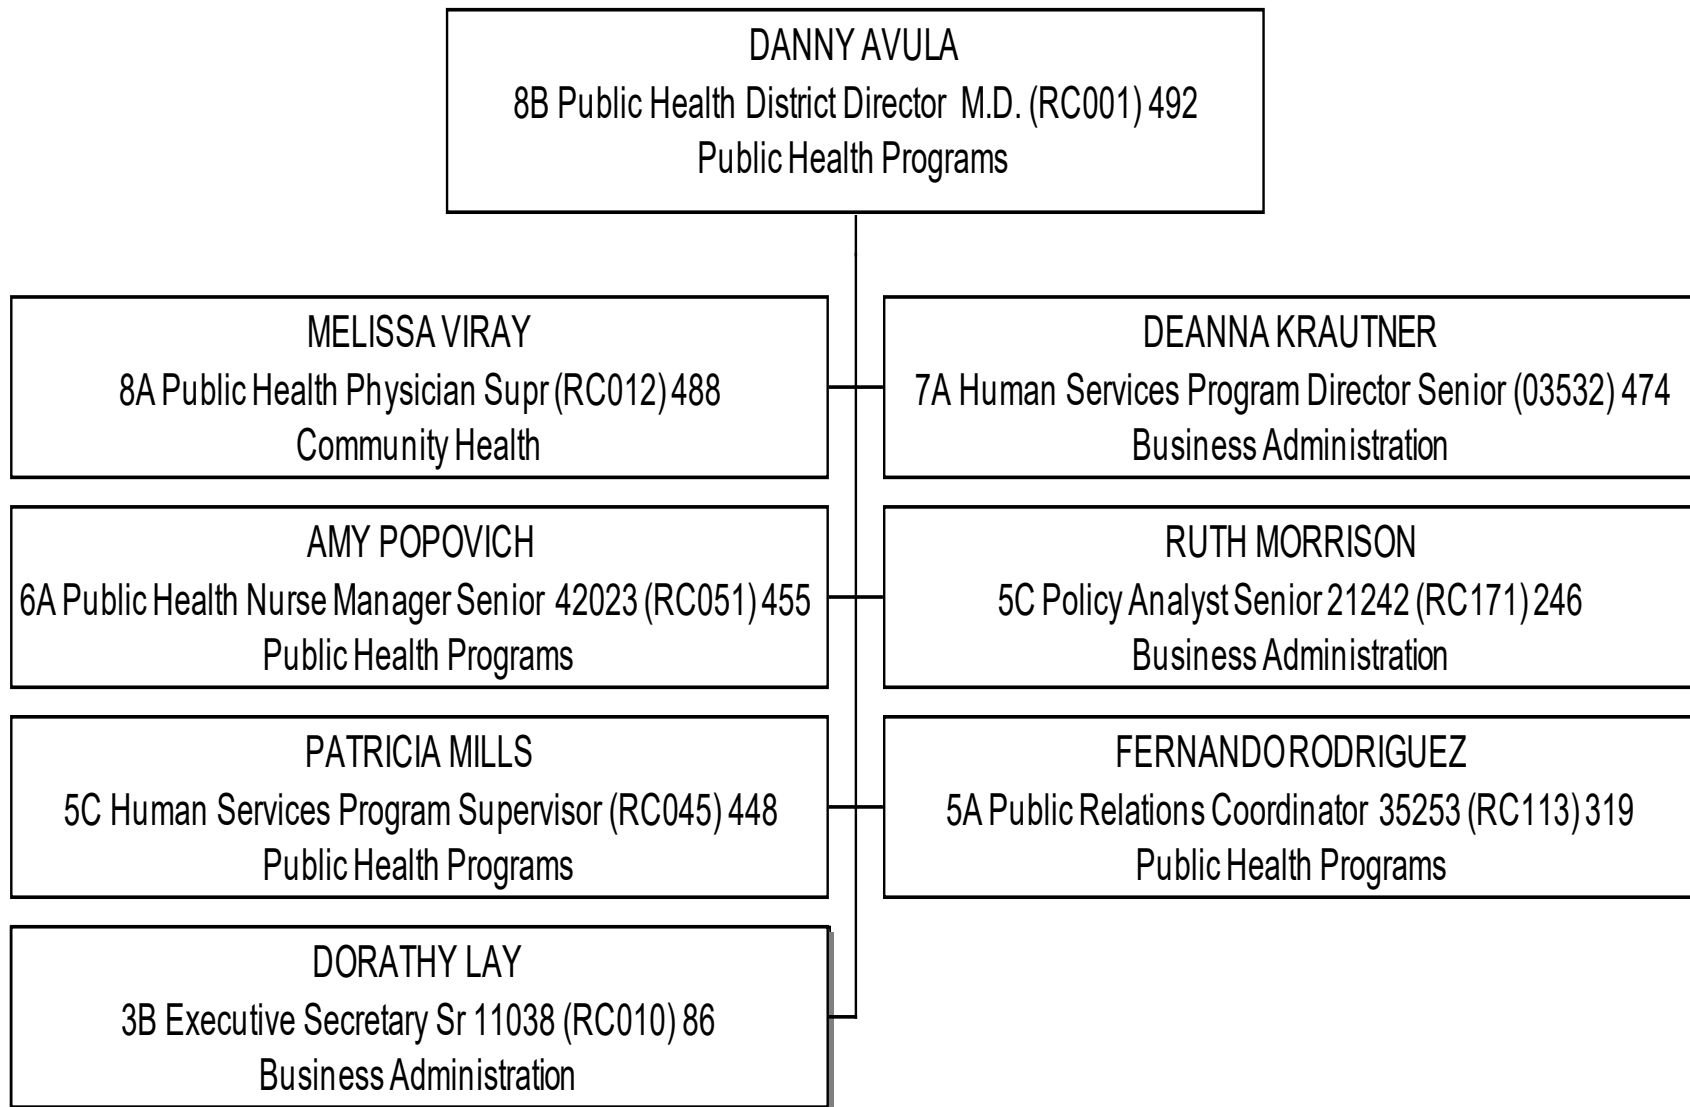 DANNY AVULA
8B Public Health District Director M.D. (RC001) 492
Public Health Programs
MELISSA VIRAY
8A Public Health Physician Supr (RC012) 488
Community Health
DEANNA KRAUTNER
7A Human Services Program Director Senior (03532) 474
Business Administration
AMY POPOVICH
6A Public Health Nurse Manager Senior 42023 (RC051) 455
Public Health Programs
RUTH MORRISON
5C Policy Analyst Senior 21242 (RC171) 246
Business Administration
PATRICIA MILLS
5C Human Services Program Supervisor (RC045) 448
Public Health Programs
FERNANDO RODRIGUEZ
5A Public Relations Coordinator 35253 (RC113) 319
Public Health Programs
DORATHY LAY
3B Executive Secretary Sr 11038 (RC010) 86
Business Administration